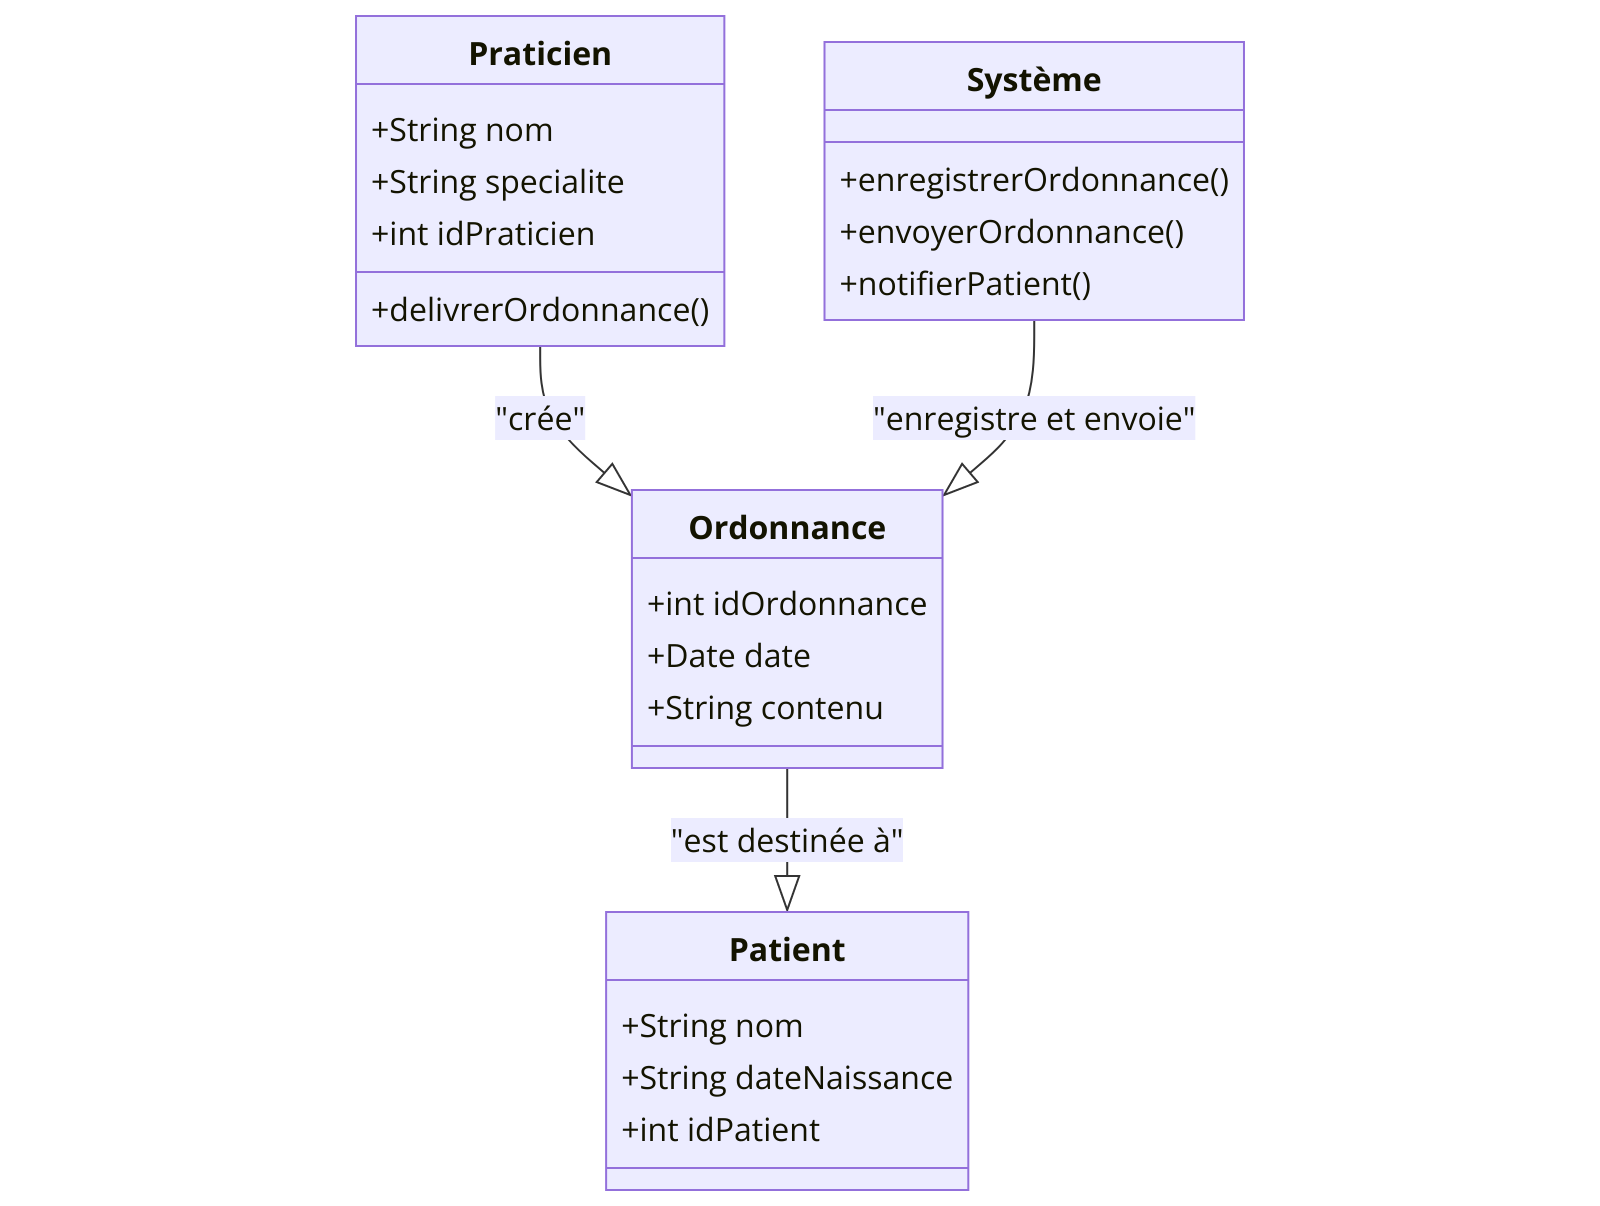 Praticien
+String nom
+String specialite
+int idPraticien
+delivrerOrdonnance()
Système
+enregistrerOrdonnance()
+envoyerOrdonnance()
+notifierPatient()
"crée"
"enregistre et envoie"
Ordonnance
+int idOrdonnance
+Date date
+String contenu
"est destinée à"
Patient
+String nom
+String dateNaissance
+int idPatient